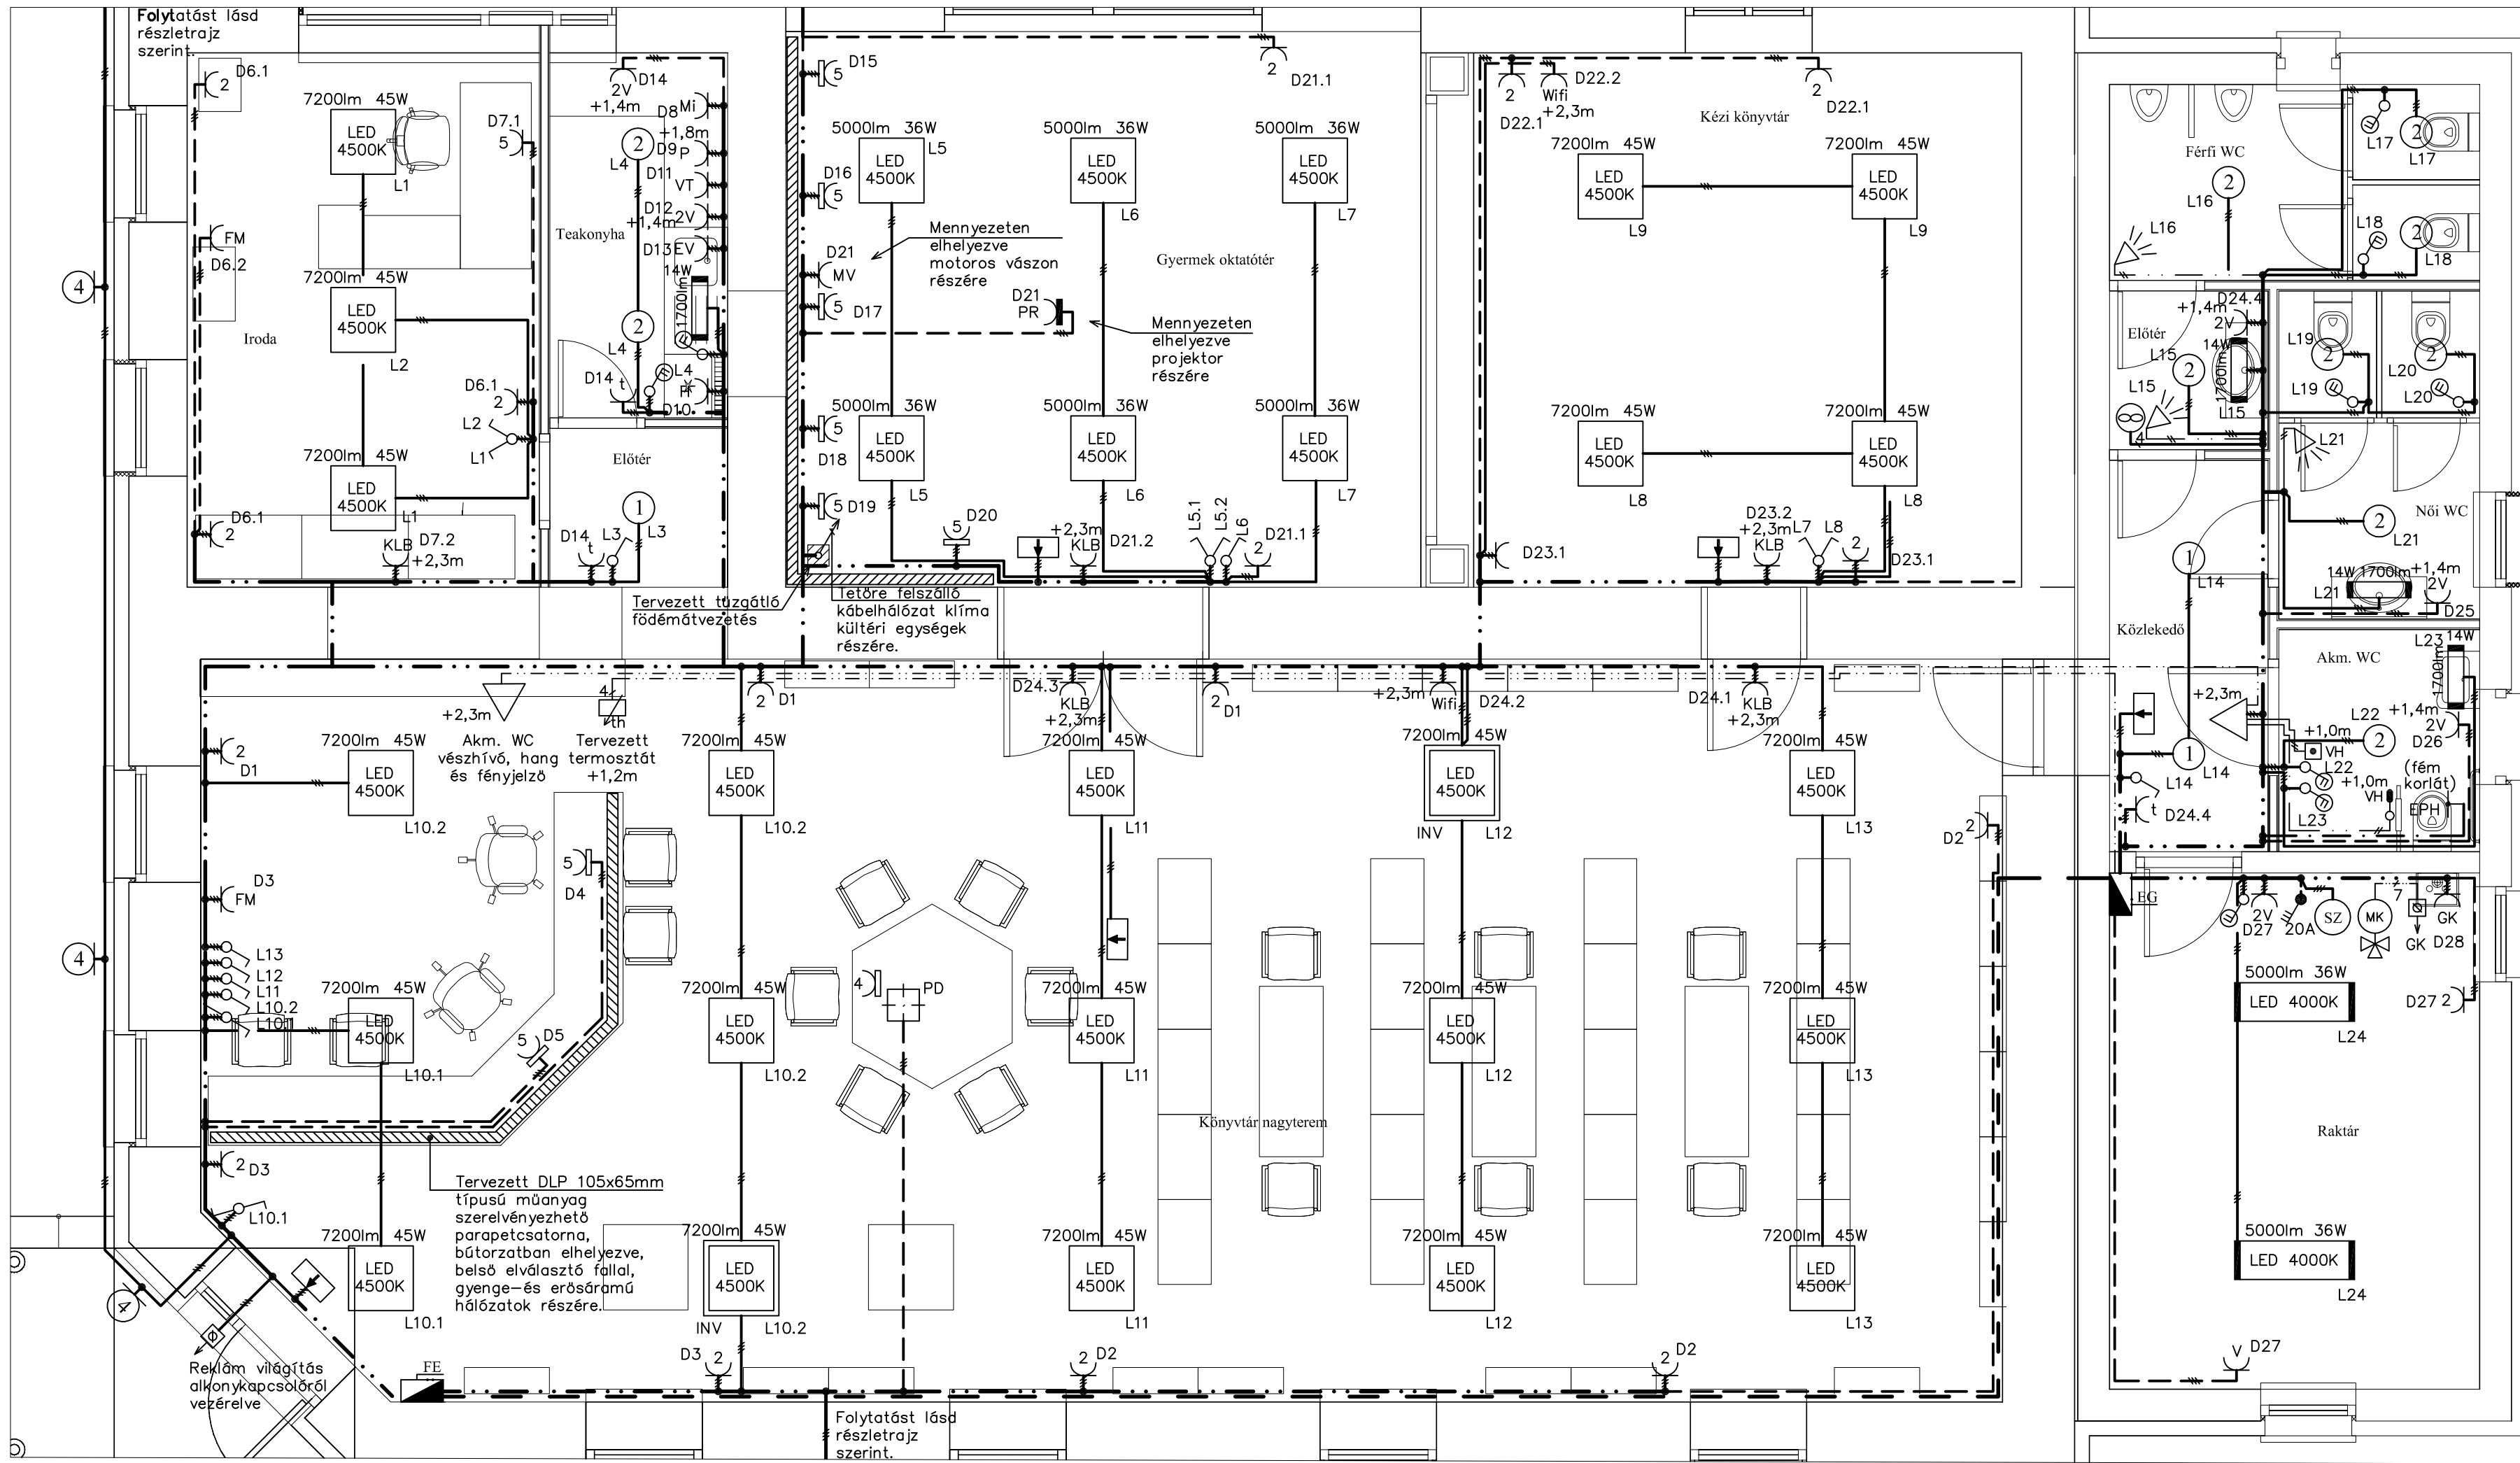 Folytatást lásd
részletrajz
szerint.
D6.1
2
7200lm 45W
LED
4500K
L1
D7.1
5
FM
D6.2
Iroda
7200lm 45W
LED
4500K
L2
D6.1
2
L2
L1
7200lm 45W
LED
4500K
L1
D6.1
2
D7.2
KLB
+2,3m
4
D14
2V
+1,4m
D8
Mi
+1,8m
2
L4
D9
P
D11
VT
D12
+1,4m
2V
D13
EV
Teakonyha
14W
1700lm
2
L4
D14
t
L4
H
D10
Előtér
1
L3
D14
t
L3
D15
5
D16
5
D21
MV
D17
5
D18
5
D19
5
5000lm 36W
LED
4500K
L5
5000lm 36W
LED
4500K
L6
5000lm 36W
LED
4500K
L7
2
D21.1
Mennyezeten
elhelyezve
motoros vászon
részére
Gyermek oktatótér
D21
PR
Mennyezeten
elhelyezve
projektor
részére
5000lm 36W
LED
4500K
L5
5000lm 36W
LED
4500K
L6
5000lm 36W
LED
4500K
L7
D20
5
+2,3m
KLB
D21.2
L5.1
L5.2
L6
D21.1
2
Tervezett tűzgátló
födémátvezetés
Tetőre felszálló
kábelhálózat klíma
kültéri egységek
részére.
2
D22.1
D22.2
Wifi
+2,3m
2
D22.1
Kézi könyvtár
7200lm 45W
LED
4500K
L9
7200lm 45W
LED
4500K
L9
7200lm 45W
LED
4500K
L8
7200lm 45W
LED
4500K
L8
D23.1
D23.2
+2,3m
KLB
L7
L8
2
D23.1
Férfi WC
2
L16
L16
L17
2
L17
L18
2
L18
Előtér
+1,4m
D24.4
2V
14W
1700lm
L15
2
L15
L15
4
8
L19
2
L19
L20
2
L20
L21
Női WC
2
L21
14W
1700lm
+1,4m
2V
L21
D25
1
L14
Közlekedő
Akm. WC
L23
14W
1700lm
+2,3m
L22
2
+1,4m
2V
D26
+1,0m
VH
L22
+1,0m
VH
(fém
korlát)
EPH
L23
1
L14
L14
t
D24.4
EG
+2,3m
Akm. WC
vészhívó, hang
és fényjelző
4
th
Tervezett
termosztát
+1,2m
2
D1
D24.3
KLB
+2,3m
2
D1
+2,3m
Wifi
D24.2
D24.1
KLB
+2,3m
2
D1
7200lm 45W
LED
4500K
L10.2
7200lm 45W
LED
4500K
L10.2
7200lm 45W
LED
4500K
L11
7200lm 45W
LED
4500K
INV
L12
7200lm 45W
LED
4500K
L13
D2
2
D3
FM
5
D4
4
L13
L12
L11
L10.2
L10.1
7200lm 45W
LED
4500K
L10.1
5
D5
7200lm 45W
LED
4500K
L10.2
4
PD
7200lm 45W
LED
4500K
L11
7200lm 45W
LED
4500K
L12
7200lm 45W
LED
4500K
L13
Könyvtár nagyterem
2
D3
L10.1
Tervezett DLP 105x65mm
típusú műanyag
szerelvényezhető
parapetcsatorna,
bútorzatban elhelyezve,
belső elválasztó fallal,
gyenge-és erősáramú
hálózatok részére.
7200lm 45W
LED
4500K
L10.1
7200lm 45W
LED
4500K
INV
L10.2
7200lm 45W
LED
4500K
L11
7200lm 45W
LED
4500K
L12
7200lm 45W
LED
4500K
L13
4
Reklám világítás
alkonykapcsolóról
vezérelve
FE
D3
2
2
D2
2
D2
Folytatást lásd
részletrajz
szerint.
2V
D27
20A
SZ
MK
7
GK
GK
D28
5000lm 36W
LED 4000K
L24
D27
2
Raktár
5000lm 36W
LED 4000K
L24
V
D27